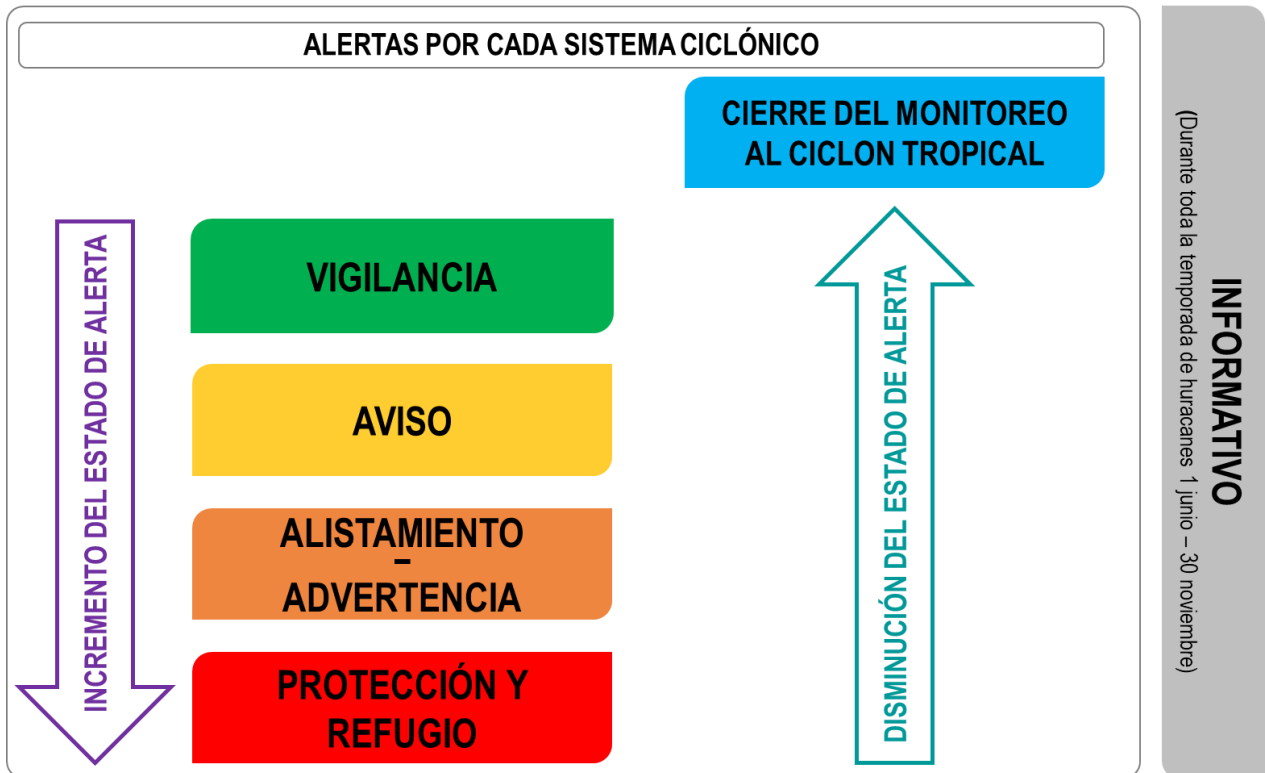 ALERTAS POR CADA SISTEMA CICLÓNICO
CIERRE DEL MONITOREO
AL CICLON TROPICAL
INCREMENTO DEL ESTADO DE ALERTA
VIGILANCIA
AVISO
ALISTAMIENTO
–
ADVERTENCIA
PROTECCIÓN Y
REFUGIO
DISMINUCIÓN DEL ESTADO DE ALERTA
INFORMATIVO
(Durante toda la temporada de huracanes 1 junio – 30 noviembre)